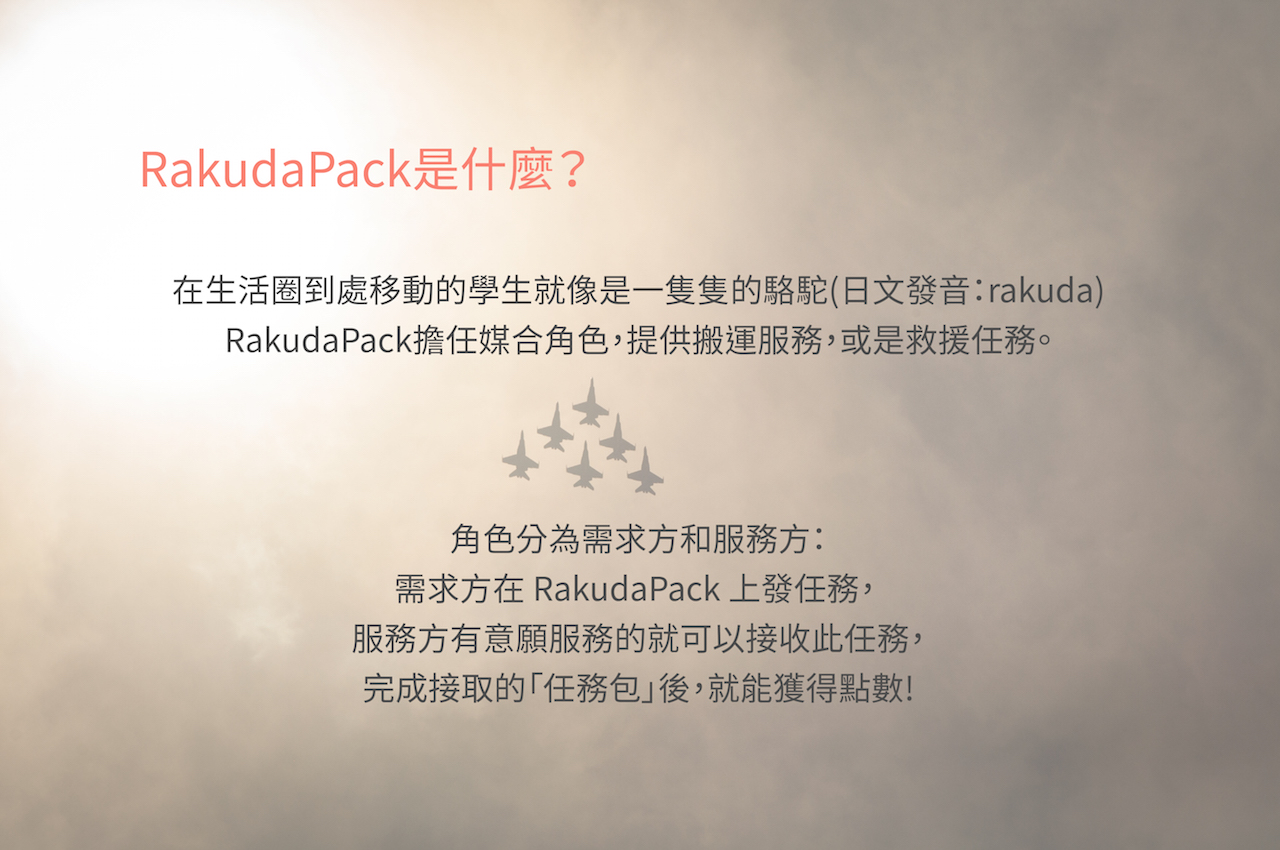 RakudaPack是什麼？
在生活圈到處移動的學生就像是一隻隻的駱駝(日文發音：rakuda)
RakudaPack擔任媒合角色，提供搬運服務，或是救援任務。
角色分為需求方和服務方：
需求方在 RakudaPack 上發任務，
服務方有意願服務的就可以接收此任務，
完成接取的「任務包」後，就能獲得點數!